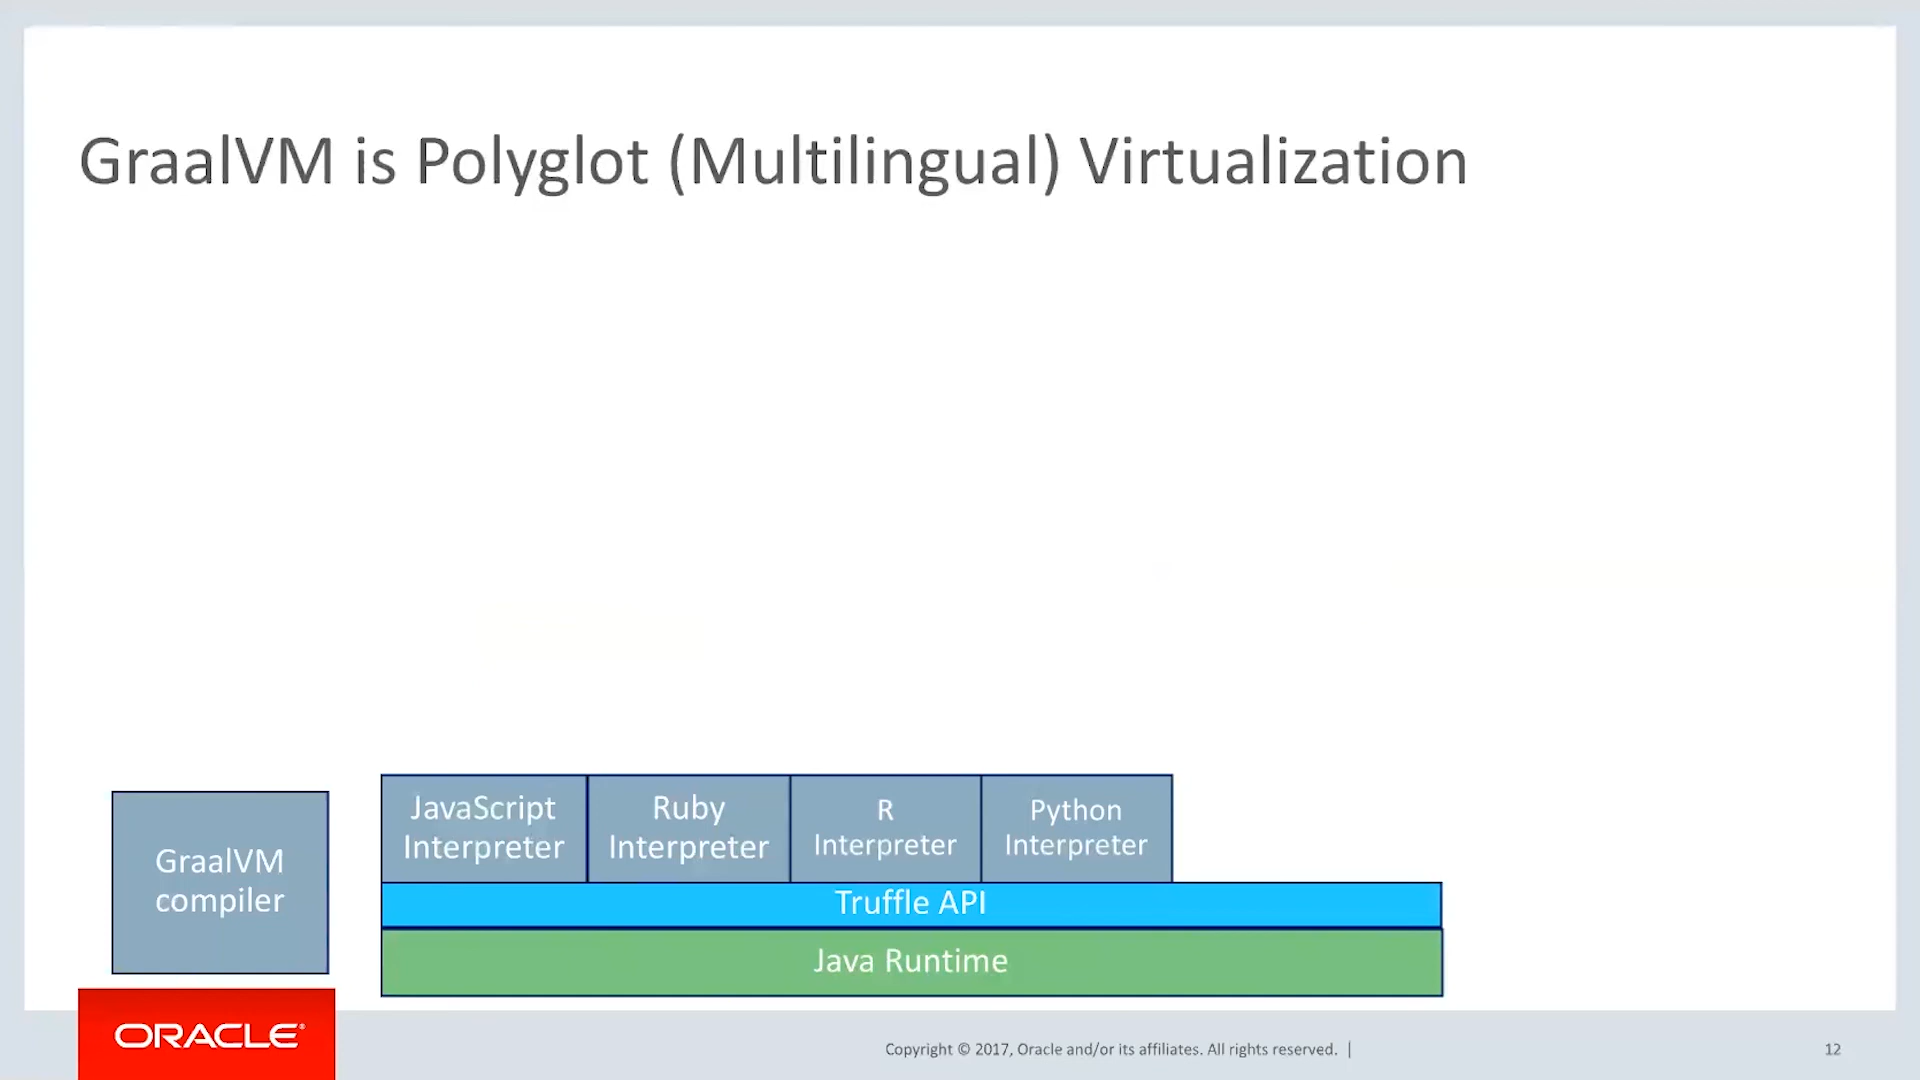 GraalVM is Polyglot (Multilingual) Virtualization
GraalVM
compiler
JavaScript
Interpreter
Ruby
Interpreter
R
Interpreter
Python
Interpreter
Truffle API
Java Runtime
ORACLE®
Copyright © 2017, Oracle and/or its affiliates. All rights reserved. |
12